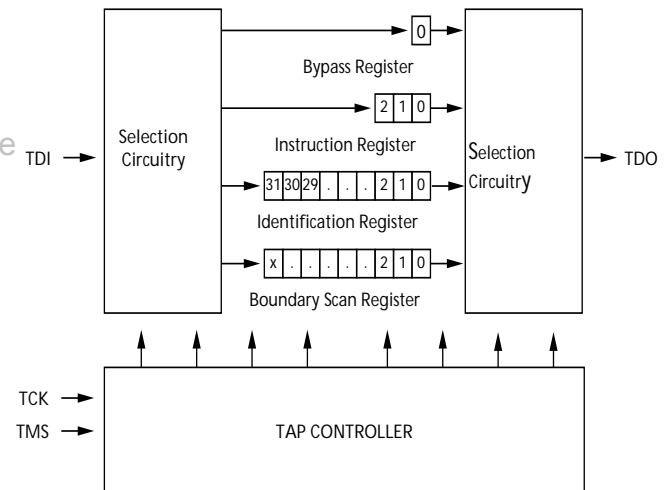 0
Bypass Register
2 1 0
Selection
Circuitry
Instruction Register
Selection
Circuitry
e
TDI
TDO
31 30 29 . . . 2 1 0
Identification Register
x . . . . . 2 1 0
Boundary Scan Register
TCK
TMS
TAP CONTROLLER